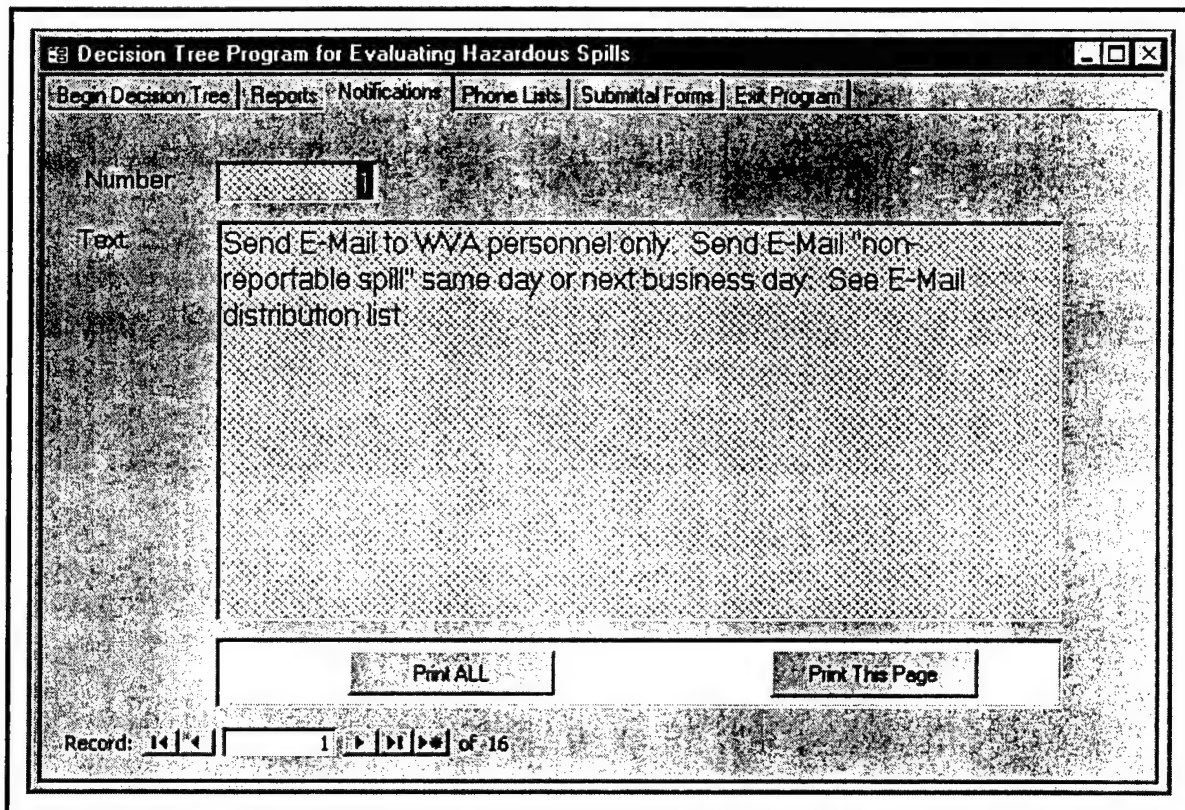 Decision Tree Program for Evaluating Hazardous Spills
Begin Decision Tree Reports Notifications Phone Lists Submittal Forms Exit Program
Number 1
Text Send E-Mail to WVA personnel only. Send E-Mail "non-
reportable spill" same day or next business day. See E-Mail
distribution list.
Print ALL Print This Page
Record: 1 of 16